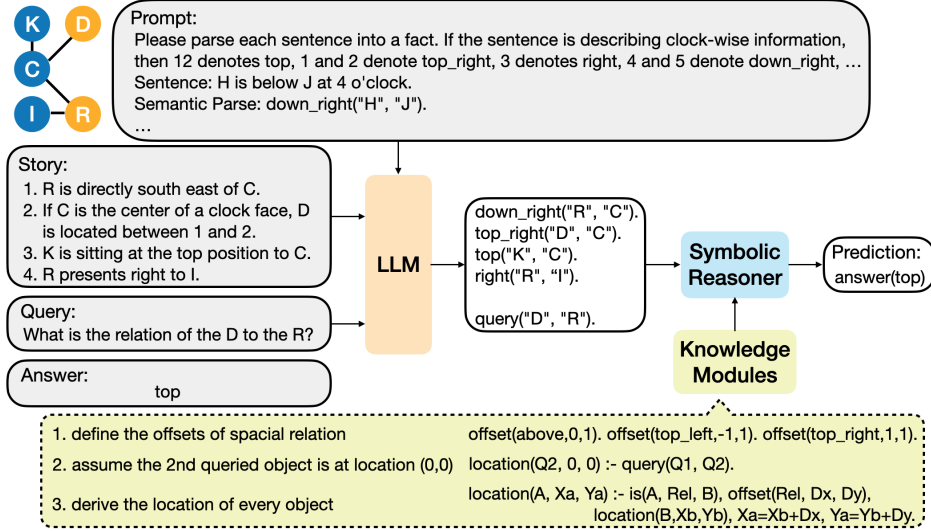 K
D
C
I
R
Prompt:
Please parse each sentence into a fact. If the sentence is describing clock-wise information,
then 12 denotes top, 1 and 2 denote top_right, 3 denotes right, 4 and 5 denote down_right, ...
Sentence: H is below J at 4 o'clock.
Semantic Parse: down_right("H", "J").
...
Story:
1. R is directly south east of C.
2. If C is the center of a clock face, D
is located between 1 and 2.
3. K is sitting at the top position to C.
4. R presents right to I.
Query:
What is the relation of the D to the R?
Answer:
top
LLM
down_right("R", "C").
top_right("D", "C").
top("K", "C").
right("R", “I").
query("D", "R").
Symbolic
Reasoner
Prediction:
answer(top)
Knowledge
Modules
1. define the offsets of spacial relation
offset(above,0,1). offset(top_left,-1,1). offset(top_right,1,1).
2. assume the 2nd queried object is at location (0,0)
location(Q2, 0, 0) :- query(Q1, Q2).
3. derive the location of every object
location(A, Xa, Ya) :- is(A, Rel, B), offset(Rel, Dx, Dy),
location(B,Xb,Yb), Xa=Xb+Dx, Ya=Yb+Dy.